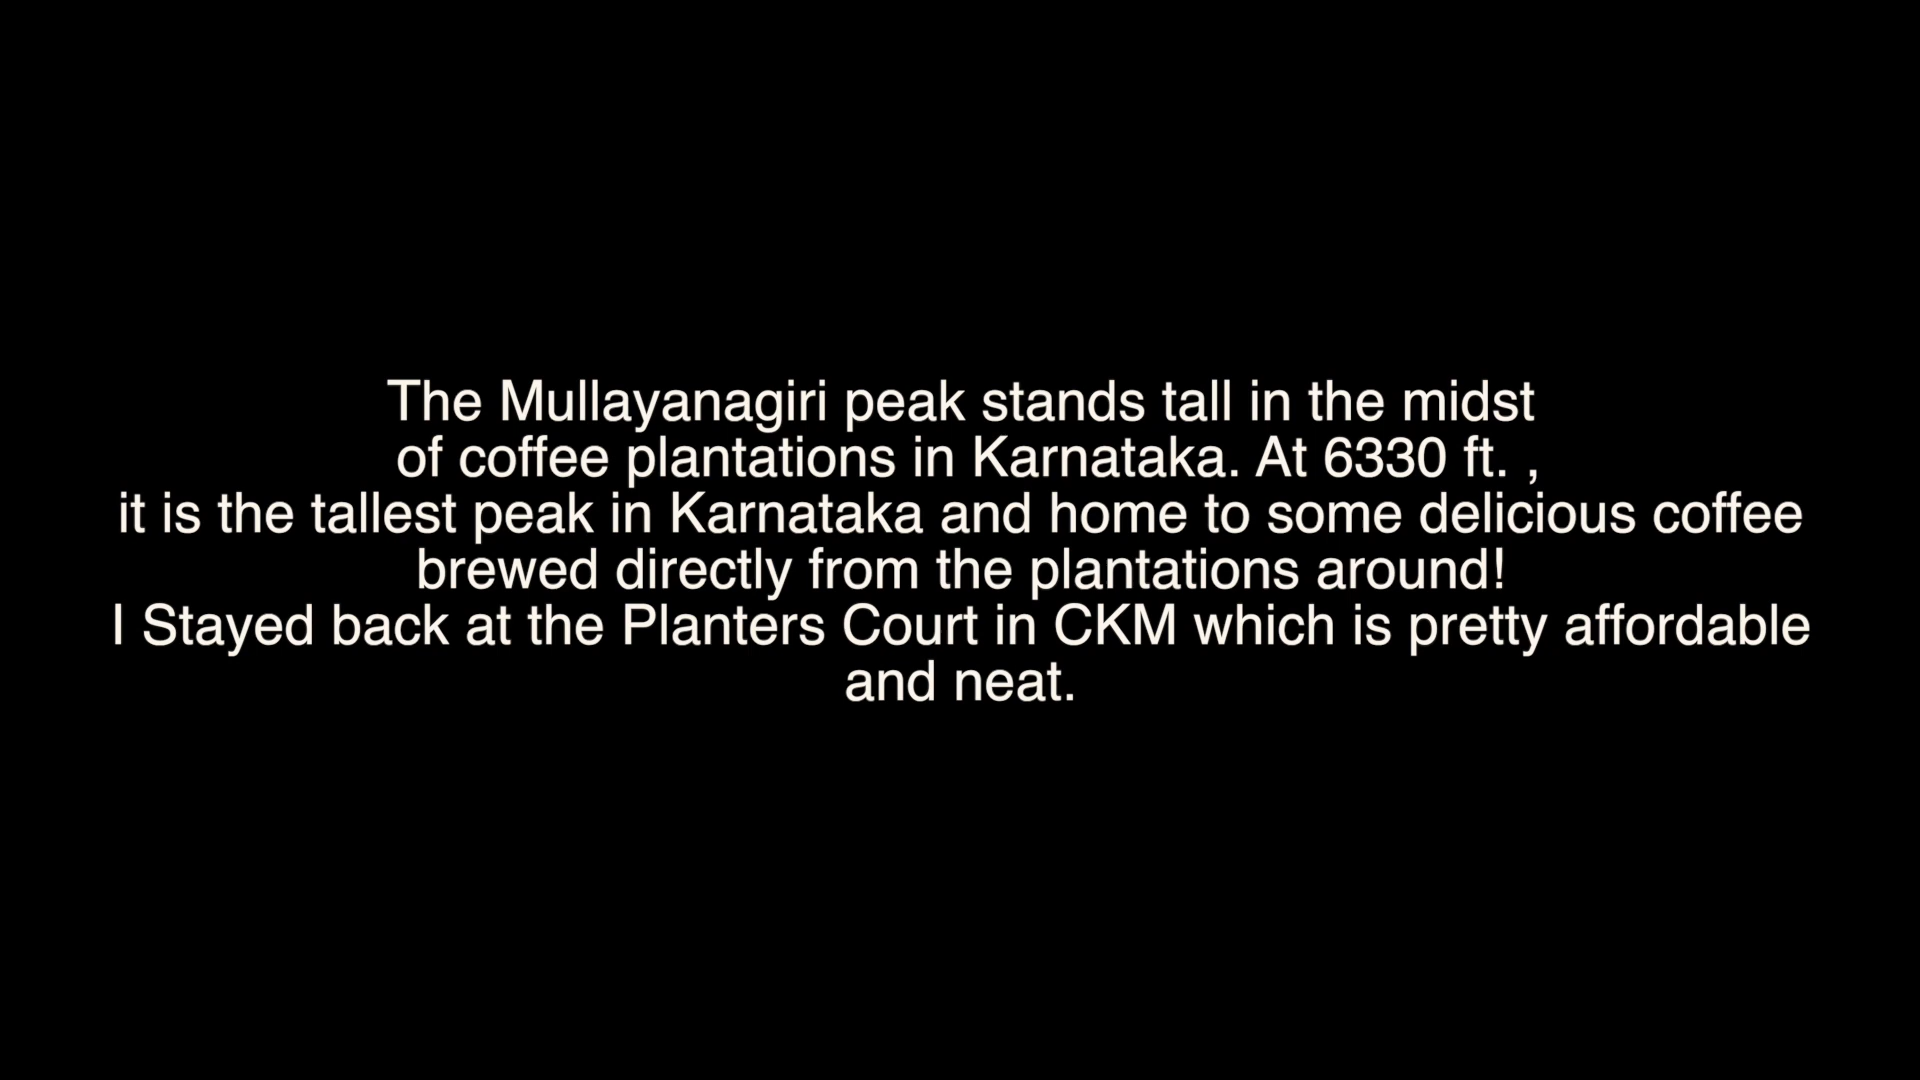 The Mullayanagiri peak stands tall in the midst
of coffee plantations in Karnataka. At 6330 ft. ,
it is the tallest peak in Karnataka and home to some delicious coffee
brewed directly from the plantations around!
I Stayed back at the Planters Court in CKM which is pretty affordable
and neat.